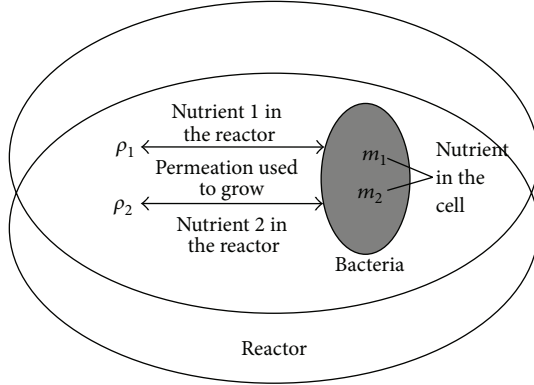 Nutrient 1 in
the reactor
ρ1
Permeation used
to grow
ρ2
Nutrient 2 in
the reactor
m1
m2
Nutrient
in the
cell
Bacteria
Reactor